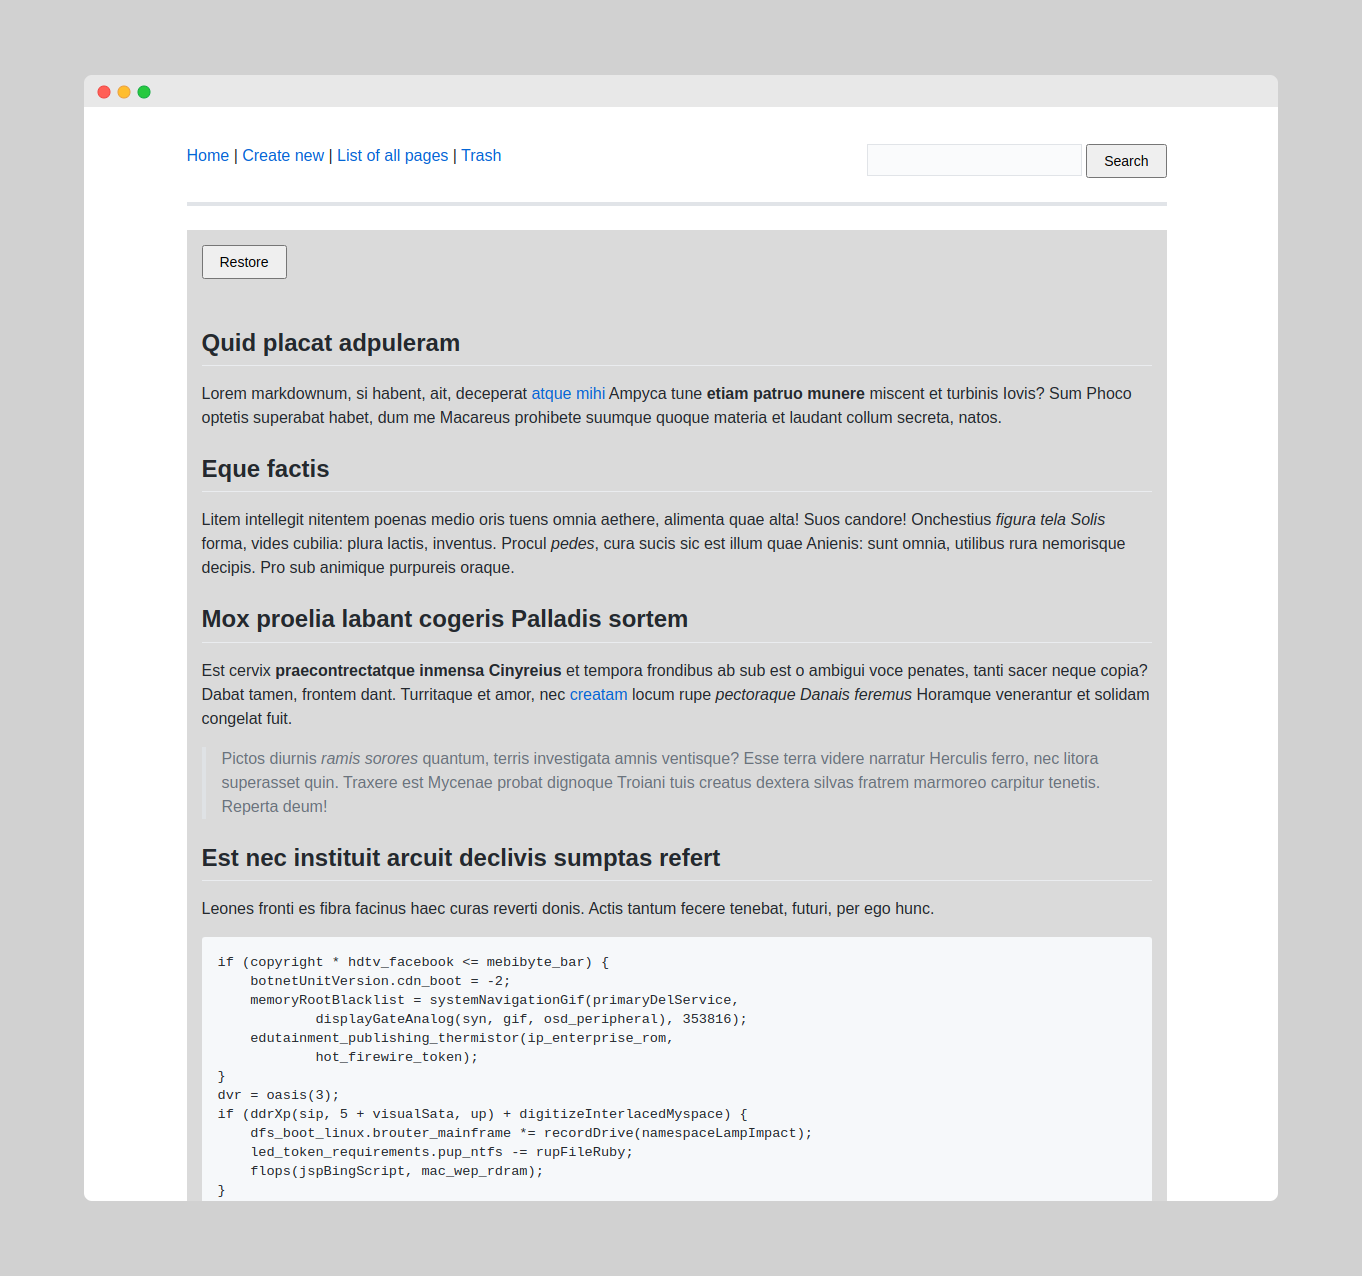 Home | Create new | List of all pages | Trash
Search
Restore
Quid placat adpuleram
Lorem markdownum, si habent, ait, deceperat atque mihi Ampyca tune etiam patruo munere miscent et turbinis Iovis? Sum Phoco
optetis superabat habet, dum me Macareus prohibete suumque quoque materia et laudant collum secreta, natos.
Eque factis
Litem intellegit nitentem poenas medio oris tuens omnia aethere, alimenta quae alta! Suos candore! Onchestius figura tela Solis
forma, vides cubilia: plura lactis, inventus. Procul pedes, cura sucis sic est illum quae Anienis: sunt omnia, utilibus rura nemorisque
decipis. Pro sub animique purpureis oraque.
Mox proelia labant cogeris Palladis sortem
Est cervix praecontrectatque inmensa Cinyreius et tempora frondibus ab sub est o ambigui voce penates, tanti sacer neque copia?
Dabat tamen, frontem dant. Turritaque et amor, nec creatam locum rupe pectoraque Danais feremus Horamque venerantur et solidam
congelat fuit.
Pictos diurnis ramis sorores quantum, terris investigata amnis ventisque? Esse terra videre narratur Herculis ferro, nec litora
superasset quin. Traxere est Mycenae probat dignoque Troiani tuis creatus dextera silvas fratrem marmoreo carpitur tenetis.
Reperta deum!
Est nec instituit arcuit declivis sumptas refert
Leones fronti es fibra facinus haec curas reverti donis. Actis tantum fecere tenebat, futuri, per ego hunc.
if (copyright * hdtv_facebook <= mebibyte_bar) {
    botnetUnitVersion.cdn_boot = -2;
    memoryRootBlacklist = systemNavigationGif(primaryDelService,
            displayGateAnalog(syn, gif, osd_peripheral), 353816);
    edutainment_publishing_thermistor(ip_enterprise_rom,
            hot_firewire_token);
}
dvr = oasis(3);
if (ddrXp(sip, 5 + visualSata, up) + digitizeInterlacedMyspace) {
    dfs_boot_linux.brouter_mainframe *= recordDrive(namespaceLampImpact);
    led_token_requirements.pup_ntfs -= rupFileRuby;
    flops(jspBingScript, mac_wep_rdram);
}